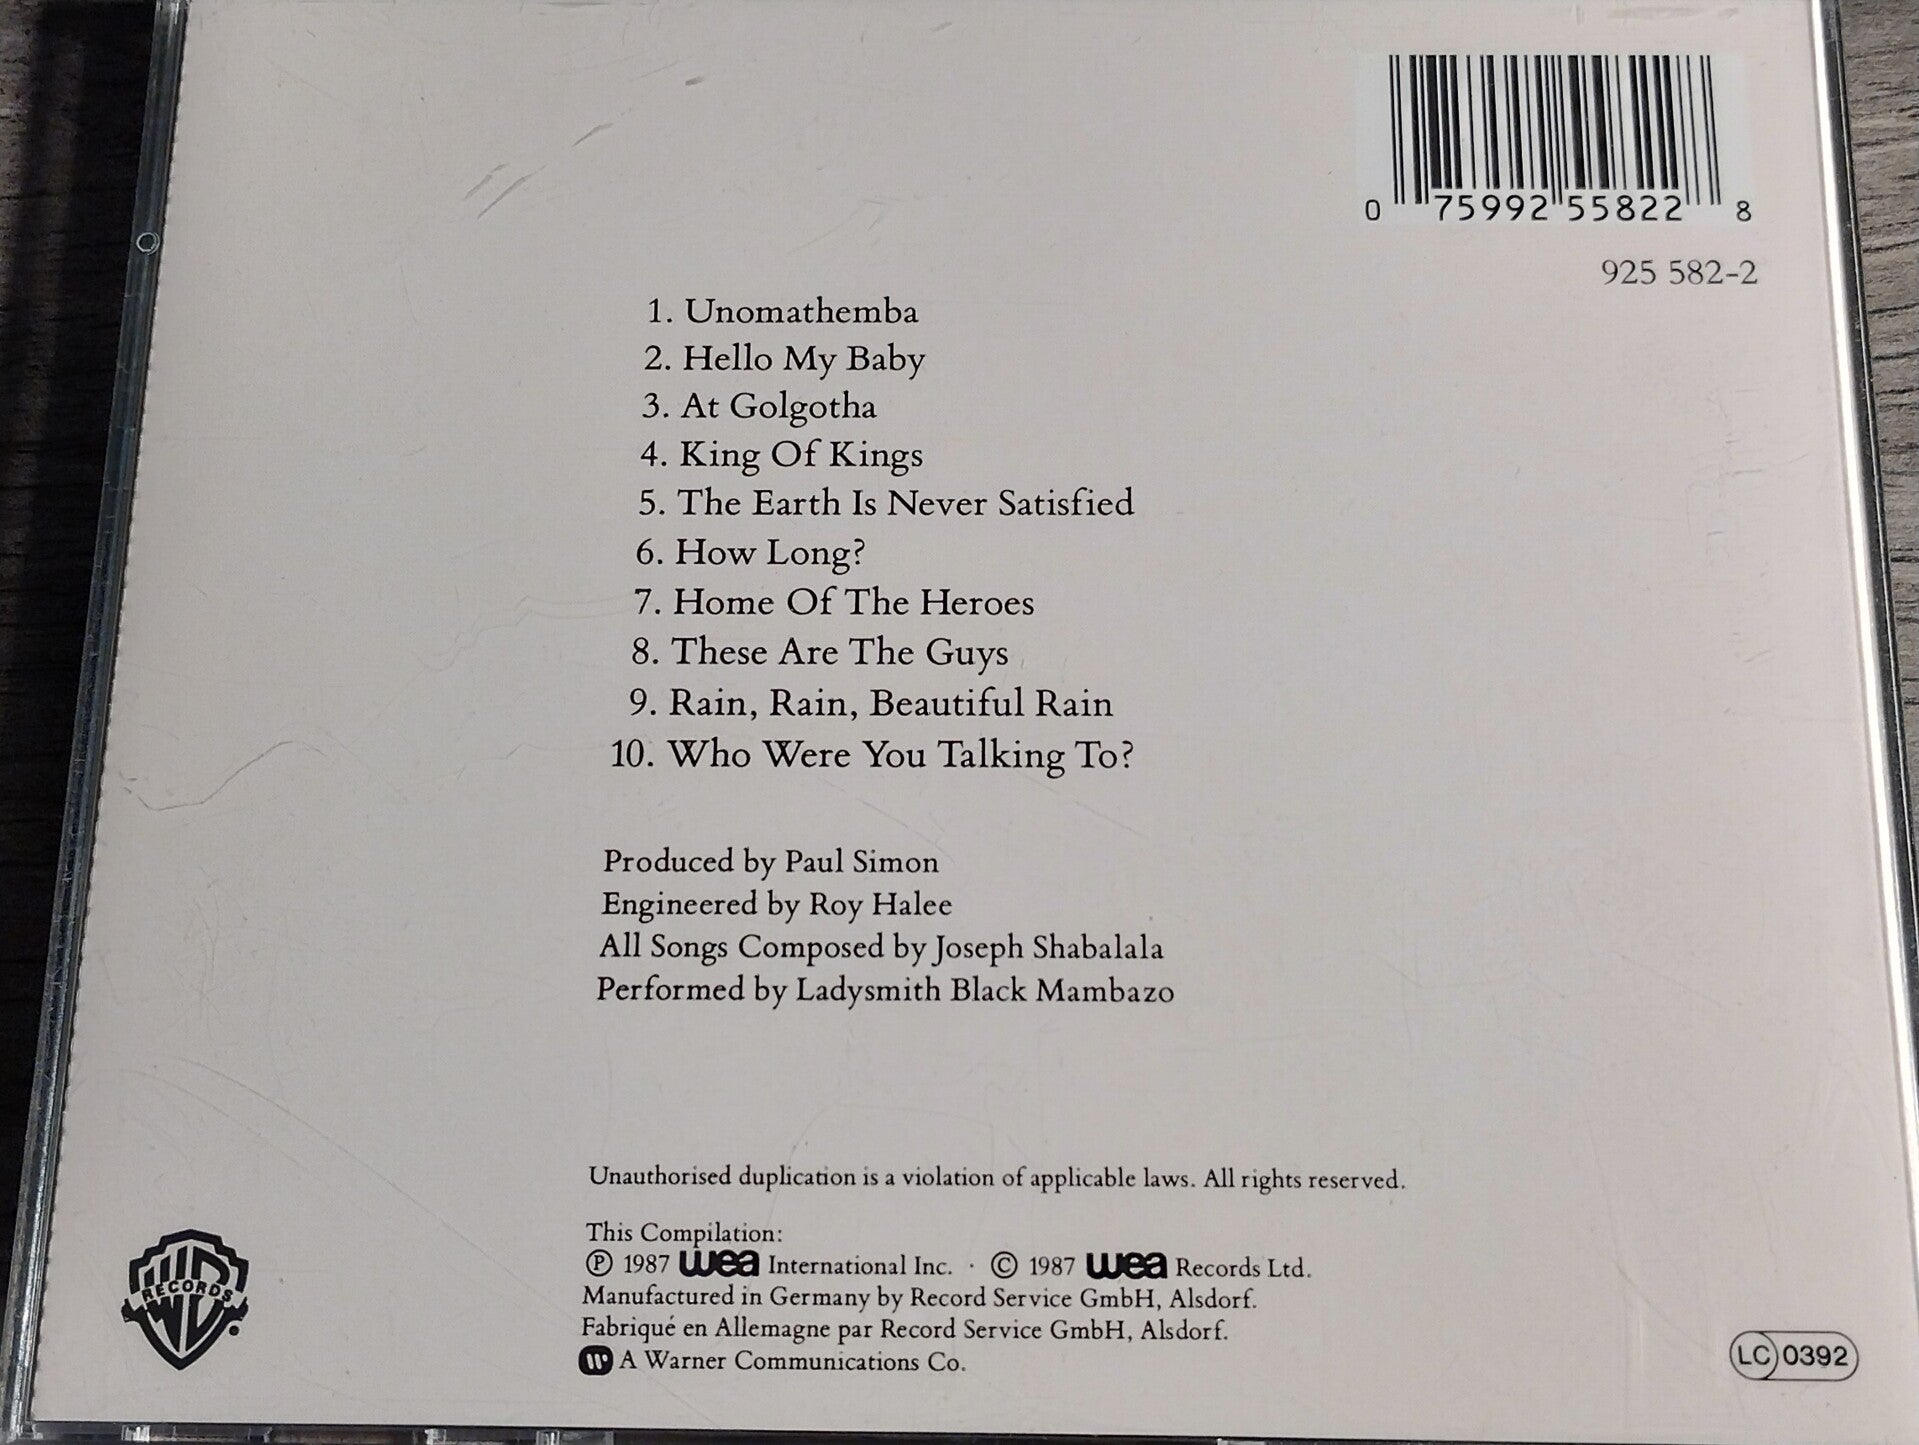 0 75992 55822 8
925 582-2
1. Unomathemba
2. Hello My Baby
3. At Golgotha
4. King Of Kings
5. The Earth Is Never Satisfied
6. How Long?
7. Home Of The Heroes
8. These Are The Guys
9. Rain, Rain, Beautiful Rain
10. Who Were You Talking To?
Produced by Paul Simon
Engineered by Roy Halee
All Songs Composed by Joseph Shabalala
Performed by Ladysmith Black Mambazo
Unauthorised duplication is a violation of applicable laws. All rights reserved.
This Compilation:
℗ 1987 wea International Inc. · © 1987 wea Records Ltd.
Manufactured in Germany by Record Service GmbH, Alsdorf.
Fabriqué en Allemagne par Record Service GmbH, Alsdorf.
W A Warner Communications Co.
WB RECORDS
LC 0392